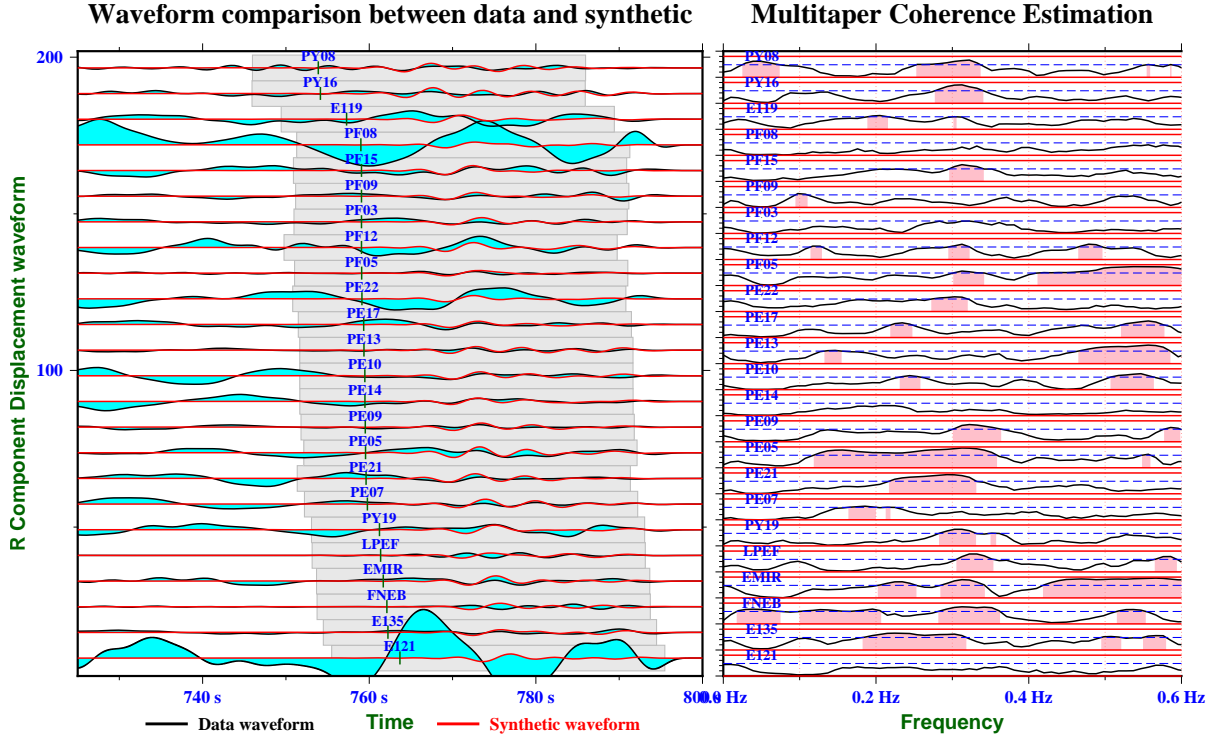 Waveform comparison between data and synthetic
Multitaper Coherence Estimation
R Component Displacement waveform
200
100
PY08
PY16
E119
PF08
PF15
PF09
PF03
PF12
PF05
PE22
PE17
PE13
PE10
PE14
PE09
PE05
PE21
PE07
PY19
LPEF
EMIR
FNEB
E135
E121
PY08
PY16
E119
PF08
PF15
PF09
PF03
PF12
PF05
PE22
PE17
PE13
PE10
PE14
PE09
PE05
PE21
PE07
PY19
LPEF
EMIR
FNEB
E135
E121
740 s
760 s
800 s
0.0 Hz
0.2 Hz
0.4 Hz
0.6 Hz
Data waveform
Time
Synthetic waveform
Frequency